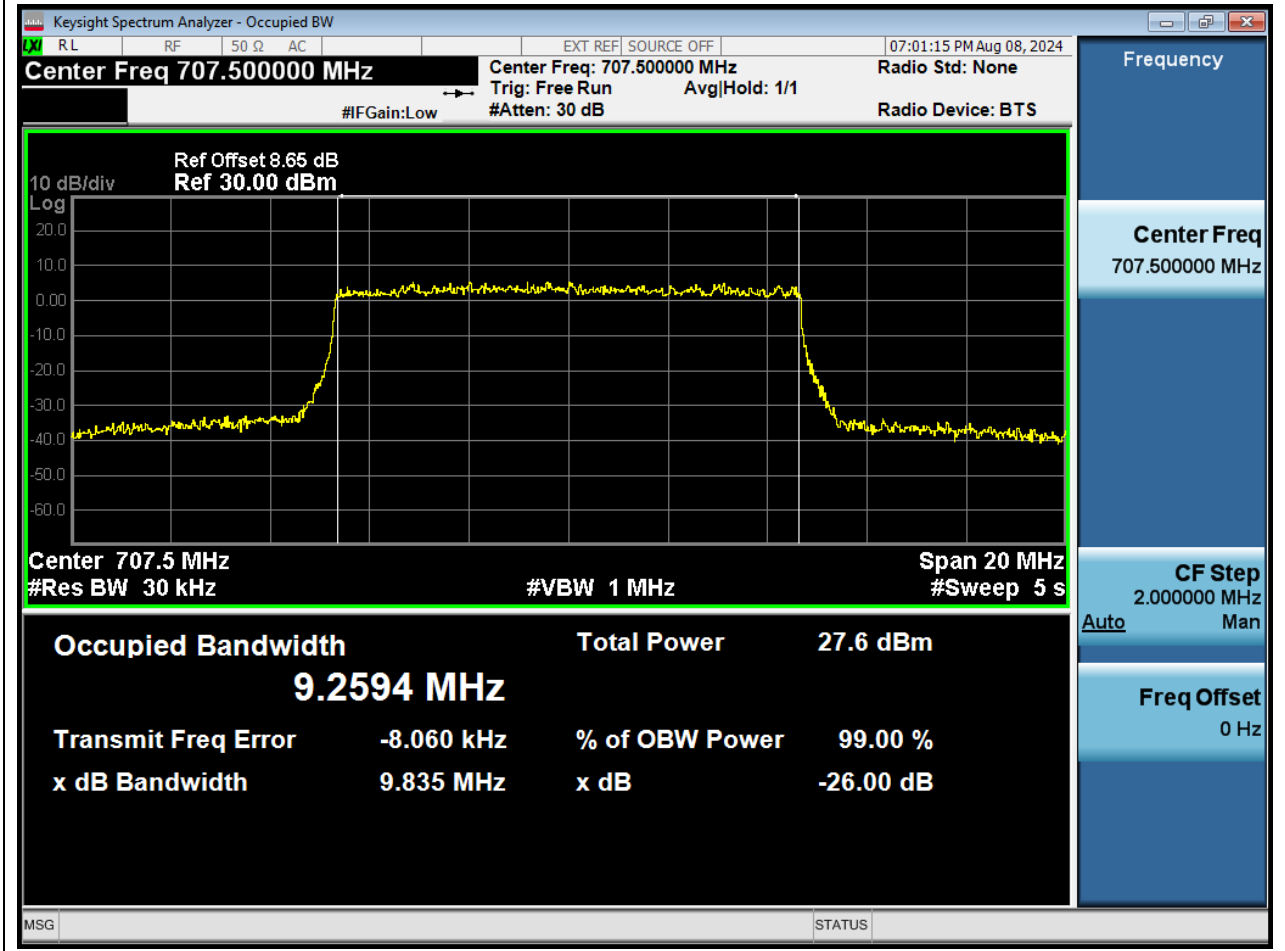 Keysight Spectrum Analyzer - Occupied BW
LXI RL RF 50 Ω AC EXT REF SOURCE OFF 07:01:15 PM Aug 08, 2024
Center Freq 707.500000 MHz Center Freq: 707.500000 MHz Radio Std: None
Trig: Free Run Avg|Hold: 1/1
#IFGain:Low #Atten: 30 dB Radio Device: BTS
Ref Offset 8.65 dB
10 dB/div Ref 30.00 dBm
Log
20.0
10.0
0.00
-10.0
-20.0
-30.0
-40.0
-50.0
-60.0
Center 707.5 MHz Span 20 MHz
#Res BW 30 kHz #VBW 1 MHz #Sweep 5 s
Occupied Bandwidth Total Power 27.6 dBm
9.2594 MHz
Transmit Freq Error -8.060 kHz % of OBW Power 99.00 %
x dB Bandwidth 9.835 MHz x dB -26.00 dB
Frequency
Center Freq
707.500000 MHz
CF Step
2.000000 MHz
Auto Man
Freq Offset
0 Hz
MSG STATUS